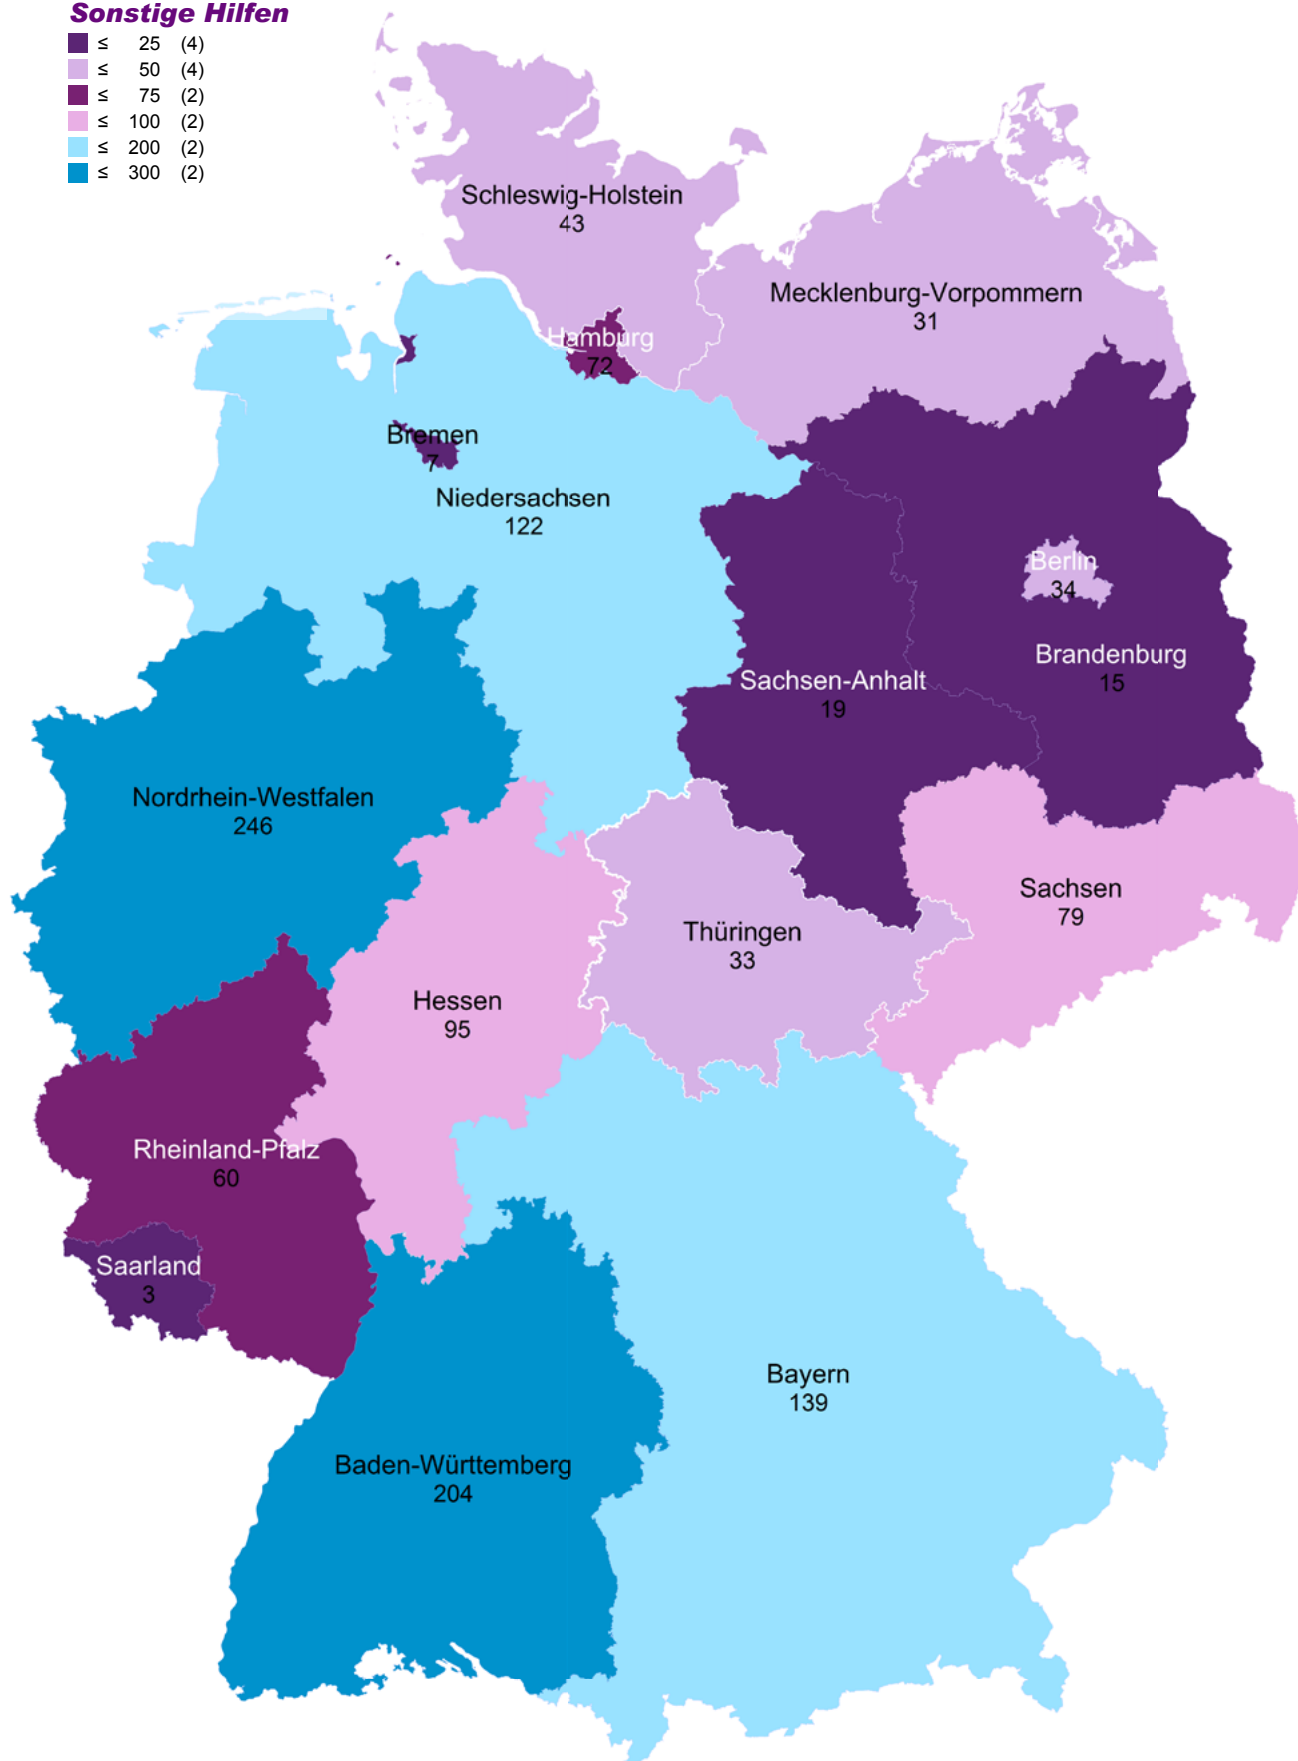 Sonstige Hilfen
≤ 25 (4)
≤ 50 (4)
≤ 75 (2)
≤ 100 (2)
≤ 200 (2)
≤ 300 (2)
Schleswig-Holstein
43
Mecklenburg-Vorpommern
31
Hamburg
72
Bremen
7
Niedersachsen
122
Berlin
34
Brandenburg
15
Sachsen-Anhalt
19
Nordrhein-Westfalen
246
Sachsen
79
Thüringen
33
Hessen
95
Rheinland-Pfalz
60
Saarland
3
Bayern
139
Baden-Württemberg
204